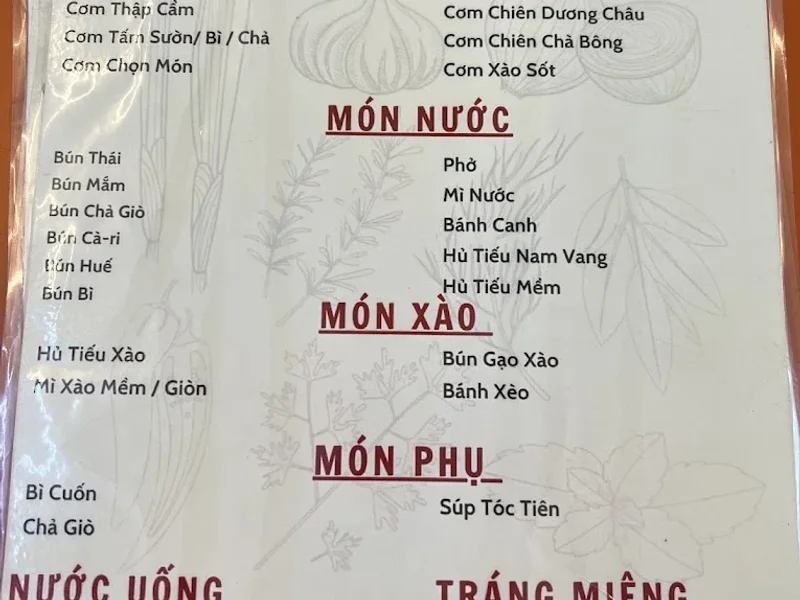 Cơm Thập Cẩm
Cơm Tấm Sườn/ Bì / Chả
Cơm Chọn Món
Cơm Chiên Dương Châu
Cơm Chiên Chà Bông
Cơm Xào Sốt
MÓN NƯỚC
Bún Thái
Bún Mắm
Bún Chả Giò
Bún Cà-ri
Bún Huế
Bún Bì
Phở
Mì Nước
Bánh Canh
Hủ Tiếu Nam Vang
Hủ Tiếu Mềm
MÓN XÀO
Hủ Tiếu Xào
Mì Xào Mềm / Giòn
Bún Gạo Xào
Bánh Xèo
MÓN PHỤ
Bì Cuốn
Chả Giò
Súp Tóc Tiên
NƯỚC UỐNG
TRÁNG MIỆNG